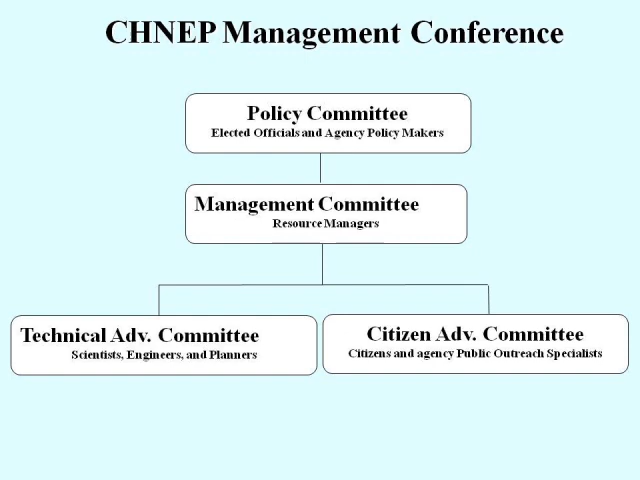 CHNEP Management Conference
Policy Committee
Elected Officials and Agency Policy Makers
Management Committee
Resource Managers
Technical Adv. Committee
Scientists, Engineers, and Planners
Citizen Adv. Committee
Citizens and agency Public Outreach Specialists